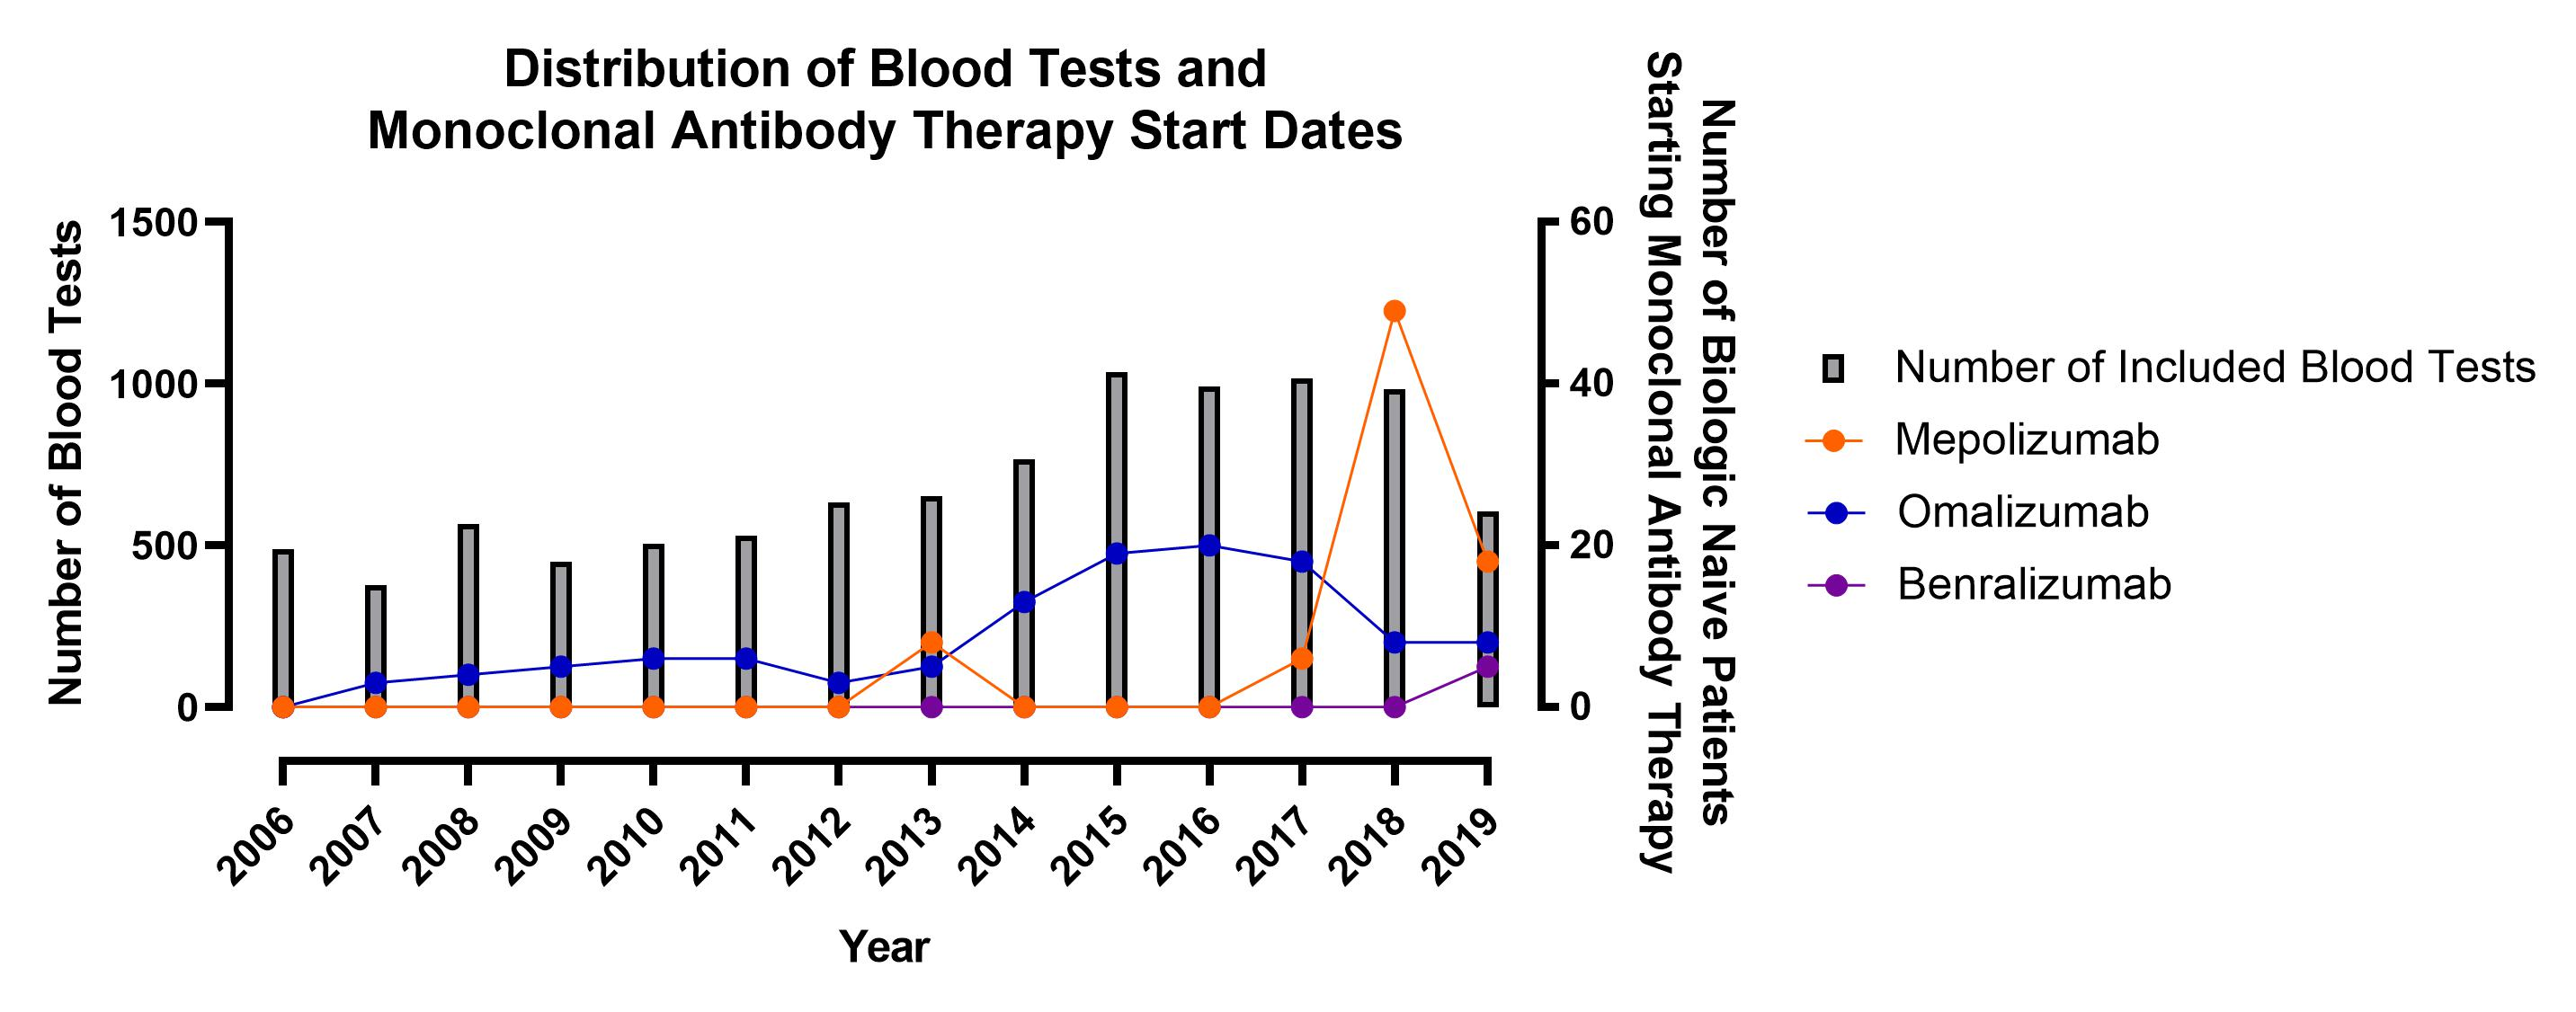 Distribution of Blood Tests and
Monoclonal Antibody Therapy Start Dates
Number of Blood Tests
1500
1000
500
0
60
40
20
0
Number of Biologic Naive Patients
Starting Monoclonal Antibody Therapy
2006
2007
2008
2009
2010
2011
2012
2013
2014
2015
2016
2017
2018
2019
Year
Number of Included Blood Tests
Mepolizumab
Omalizumab
Benralizumab